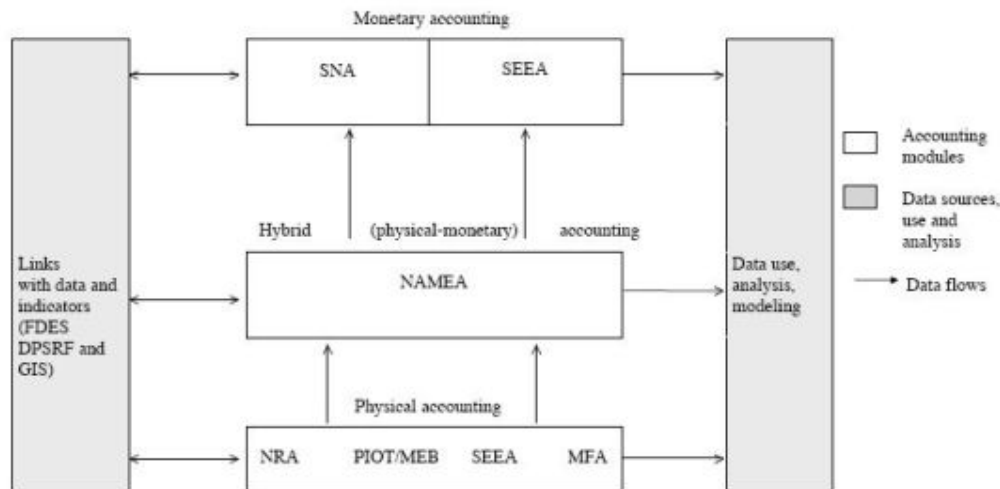 Monetary accounting
SNA
SEEA
Accounting
modules
Data sources,
use and
analysis
Data flows
Hybrid (physical-monetary) accounting
NAMEA
Links
with data and
indicators
(FDES
DPSRF and
GIS)
Data use,
analysis,
modeling
Physical accounting
NRA PIOT/MEB SEEA MFA